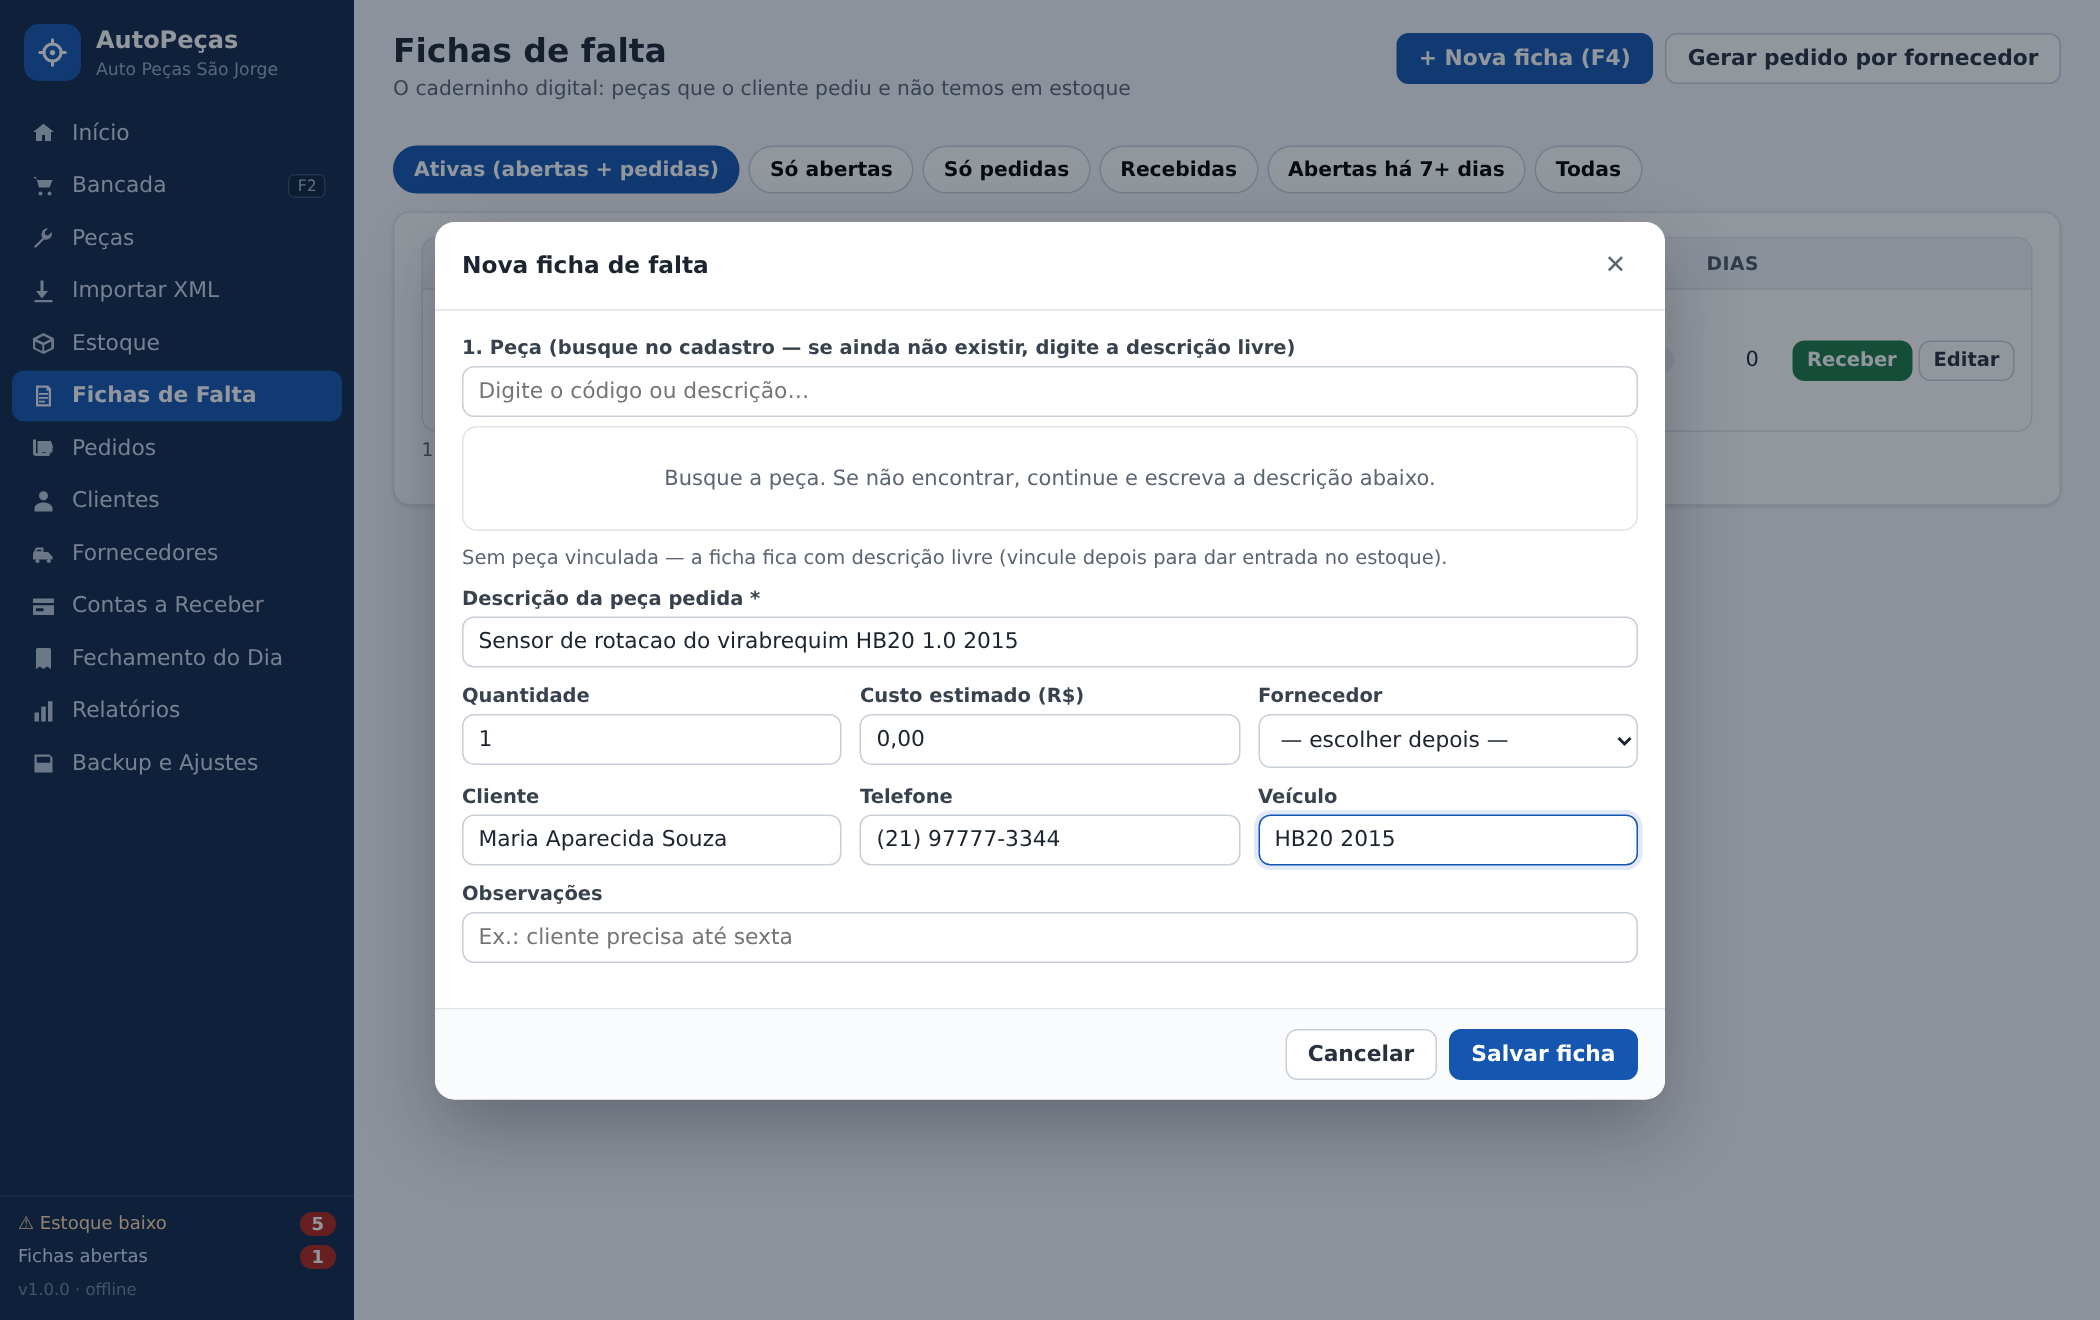 AutoPeças
Auto Peças São Jorge
Início
Bancada F2
Peças
Importar XML
Estoque
Fichas de Falta
Pedidos
Clientes
Fornecedores
Contas a Receber
Fechamento do Dia
Relatórios
Backup e Ajustes
⚠ Estoque baixo 5
Fichas abertas 1
v1.0.0 · offline
Fichas de falta
O caderninho digital: peças que o cliente pediu e não temos em estoque
+ Nova ficha (F4) Gerar pedido por fornecedor
Ativas (abertas + pedidas) Só abertas Só pedidas Recebidas Abertas há 7+ dias Todas
DIAS
0 Receber Editar
1
Nova ficha de falta ✕
1. Peça (busque no cadastro — se ainda não existir, digite a descrição livre)
Digite o código ou descrição...
Busque a peça. Se não encontrar, continue e escreva a descrição abaixo.
Sem peça vinculada — a ficha fica com descrição livre (vincule depois para dar entrada no estoque).
Descrição da peça pedida *
Sensor de rotacao do virabrequim HB20 1.0 2015
Quantidade Custo estimado (R$) Fornecedor
1 0,00 — escolher depois —
Cliente Telefone Veículo
Maria Aparecida Souza (21) 97777-3344 HB20 2015
Observações
Ex.: cliente precisa até sexta
Cancelar Salvar ficha